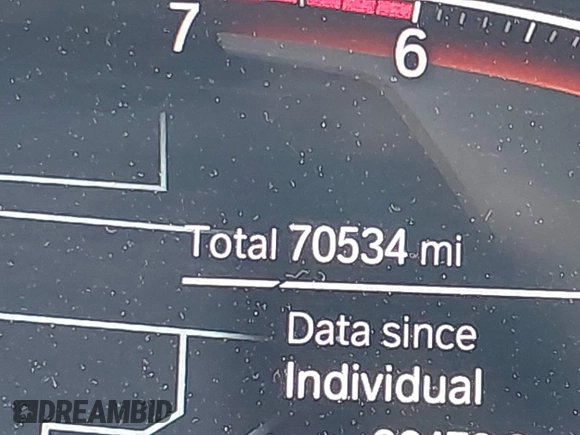 7
6
Total 70534 mi
Data since
Individual
DREAMBID